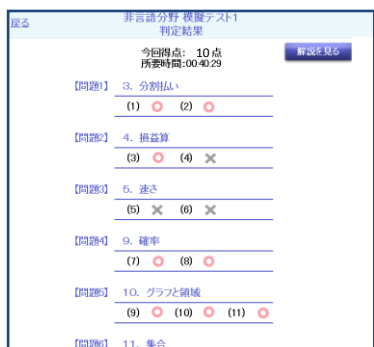 戻る
非言語分野 模擬テスト1
判定結果
今回得点: 10点
所要時間:00:40:29
解説を見る
【問題1】 3. 分割払い
(1) ○ (2) ○
【問題2】 4. 損益算
(3) ○ (4) ×
【問題3】 5. 速さ
(5) × (6) ×
【問題4】 9. 確率
(7) ○ (8) ○
【問題5】 10. グラフと領域
(9) ○ (10) ○ (11) ○
【問題6】 11. 集合